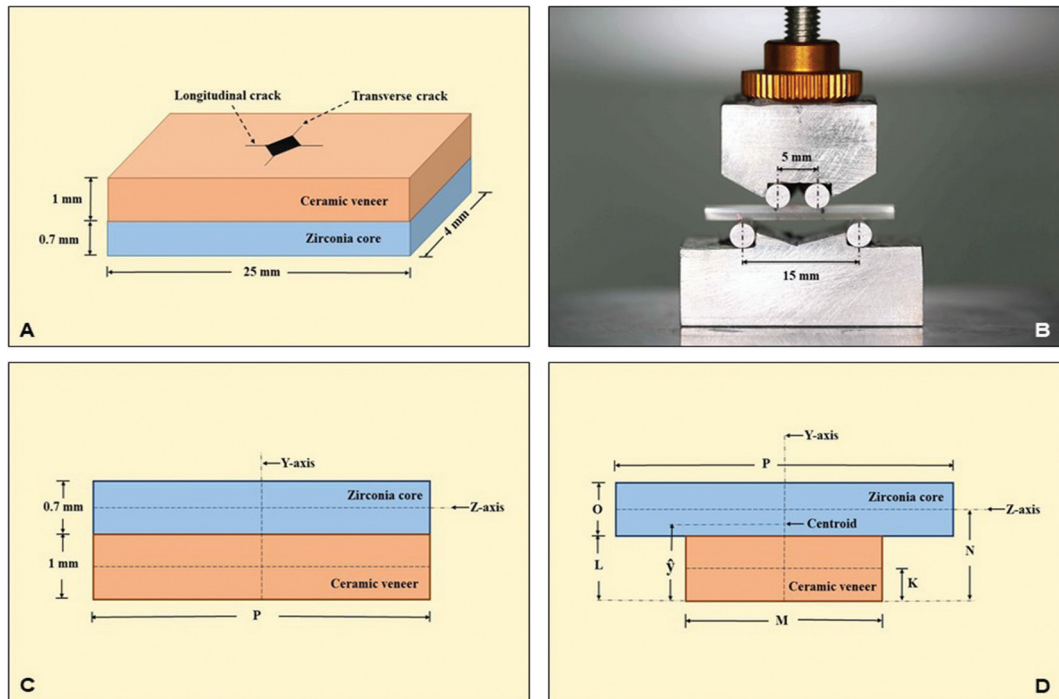 Longitudinal crack
Transverse crack
1 mm
Ceramic veneer
0.7 mm
Zirconia core
4 mm
25 mm
A
5 mm
15 mm
B
Y-axis
0.7 mm
Zirconia core
Z-axis
1 mm
Ceramic veneer
P
C
Y-axis
P
Zirconia core
O
Z-axis
Centroid
N
L
ŷ
K
Ceramic veneer
M
D